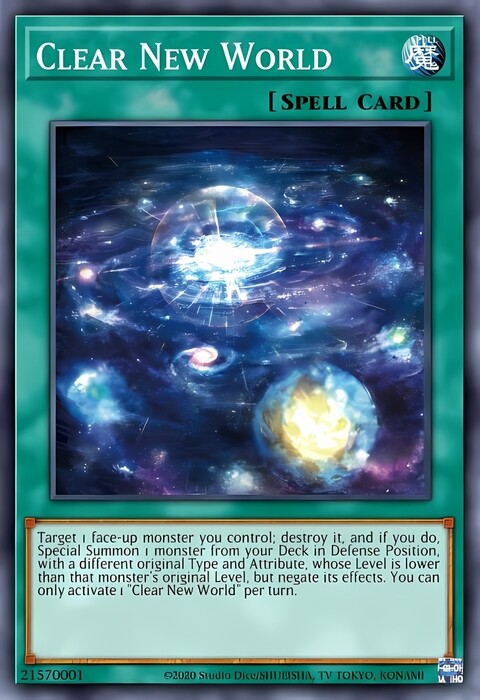 Clear New World
魔
[Spell Card]
Target 1 face-up monster you control; destroy it, and if you do,
Special Summon 1 monster from your Deck in Defense Position,
with a different original Type and Attribute, whose Level is lower
than that monster's original Level, but negate its effects. You can
only activate 1 "Clear New World" per turn.
21570001
©2020 Studio Dice/SHUEISHA, TV TOKYO, KONAMI